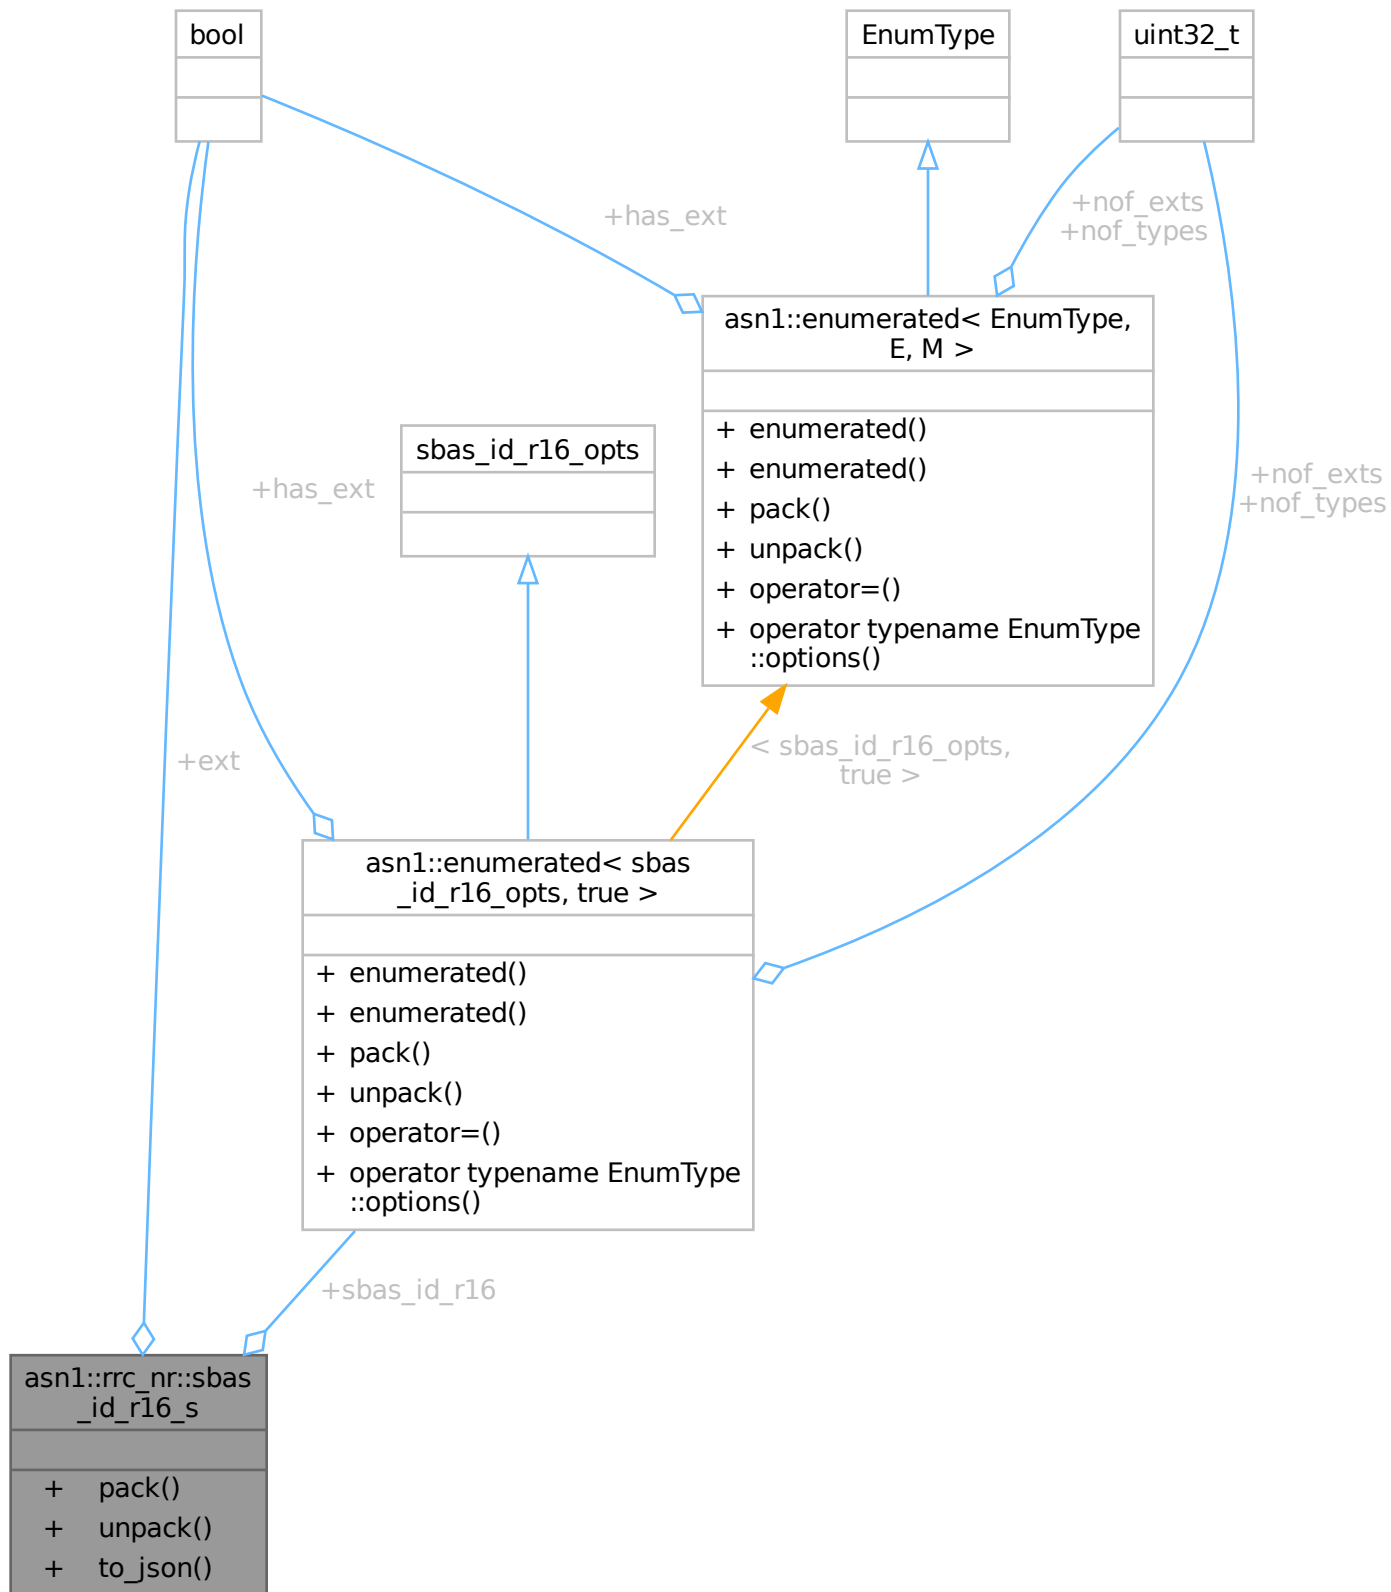 bool
EnumType
uint32_t
+has_ext
+nof_exts
+nof_types
asn1::enumerated< EnumType,
E, M >
+ enumerated()
+ enumerated()
+ pack()
+ unpack()
+ operator=()
+ operator typename EnumType
::options()
sbas_id_r16_opts
+has_ext
+nof_exts
+nof_types
+ext
< sbas_id_r16_opts,
true >
asn1::enumerated< sbas
_id_r16_opts, true >
+ enumerated()
+ enumerated()
+ pack()
+ unpack()
+ operator=()
+ operator typename EnumType
::options()
+sbas_id_r16
asn1::rrc_nr::sbas
_id_r16_s
+ pack()
+ unpack()
+ to_json()